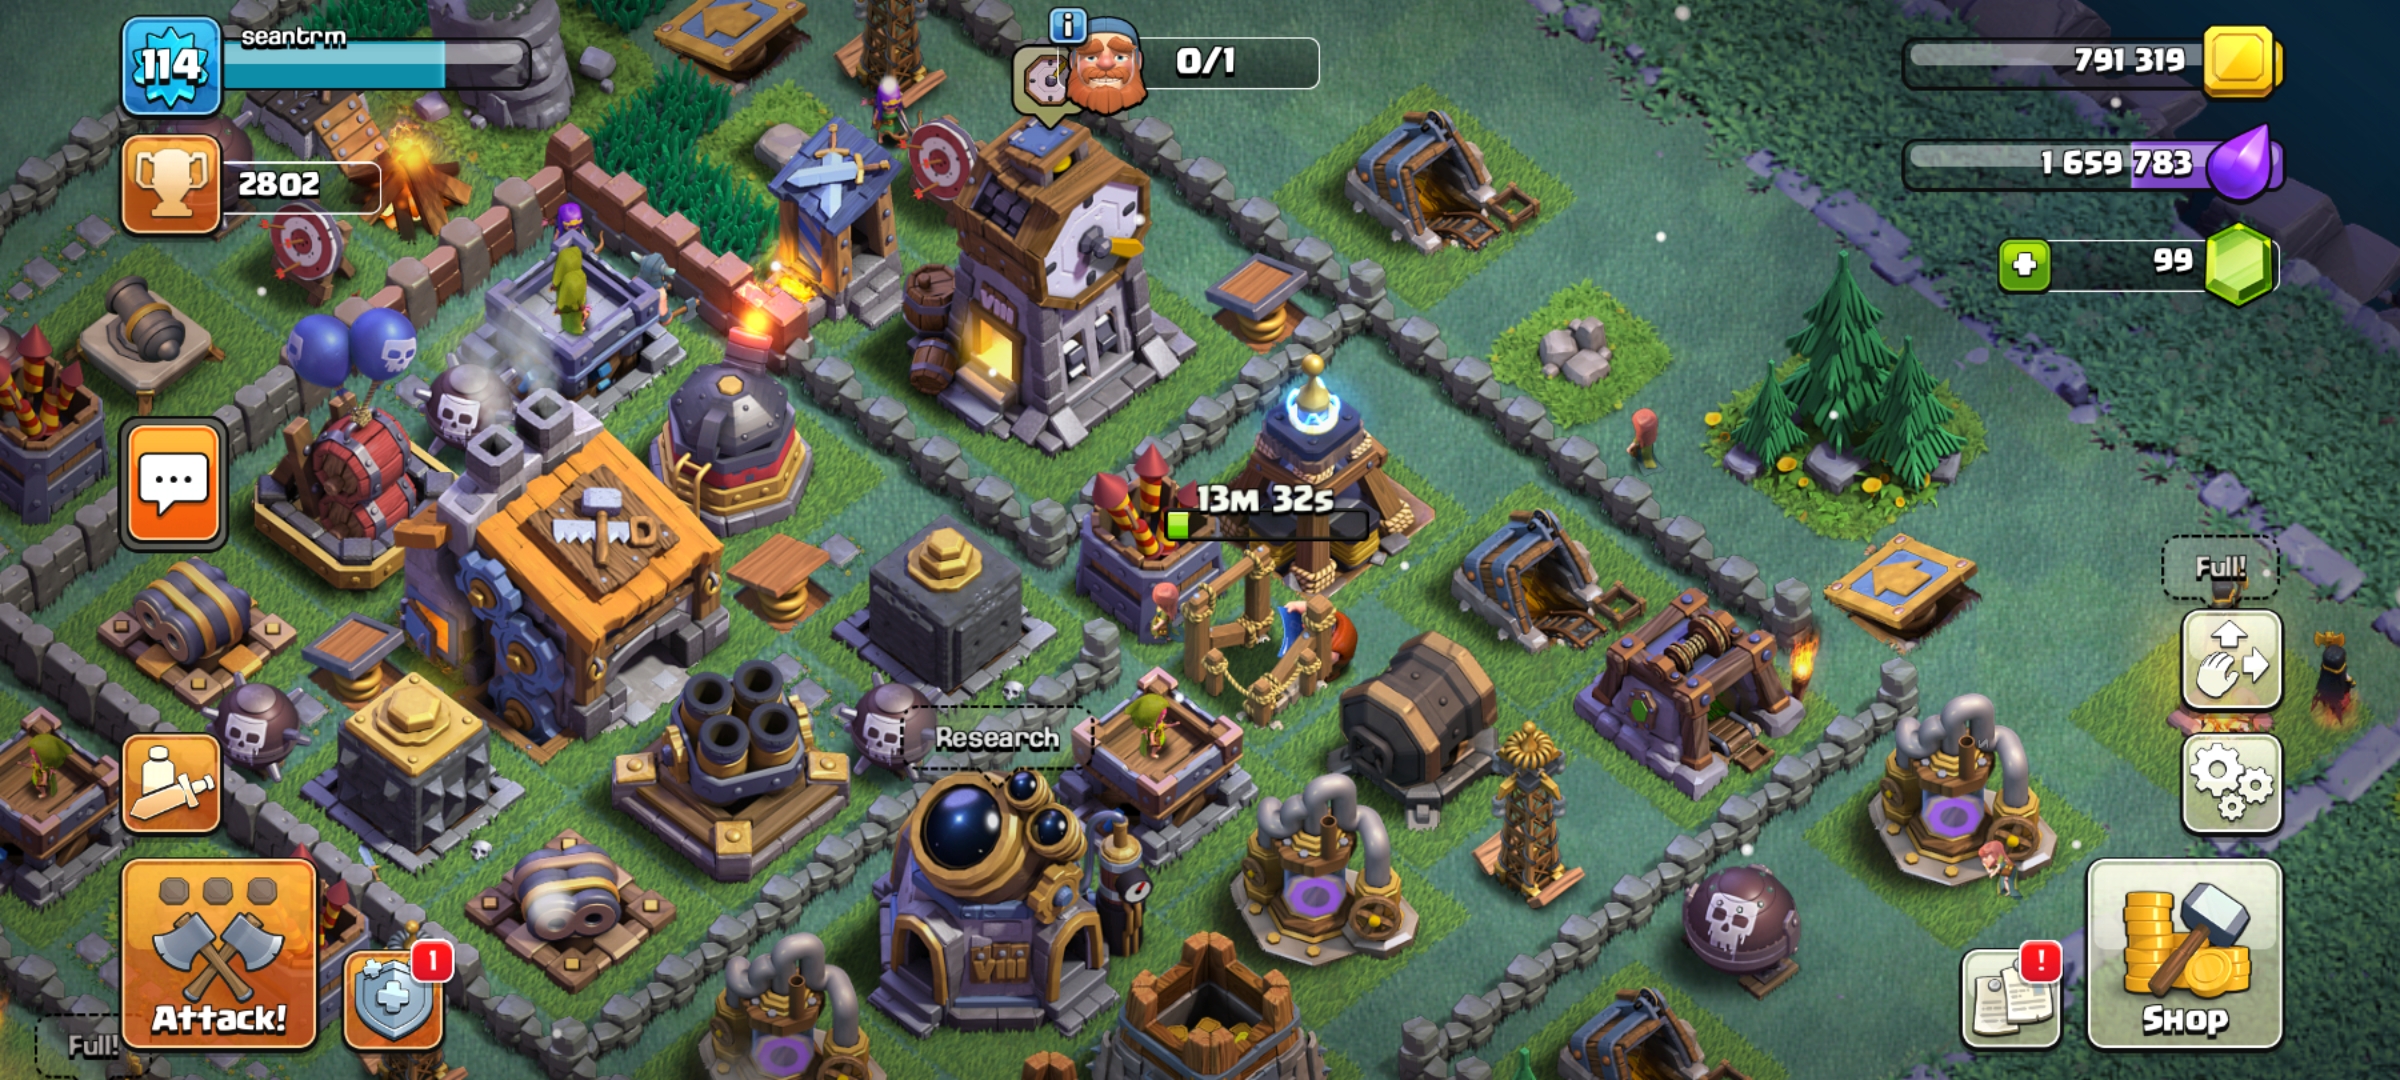 114
seantrm
i
0/1
791 319
2802
1 659 783
99
VIII
13M 32s
Full!
Research
VIII
1
!
Attack!
Shop
Full!